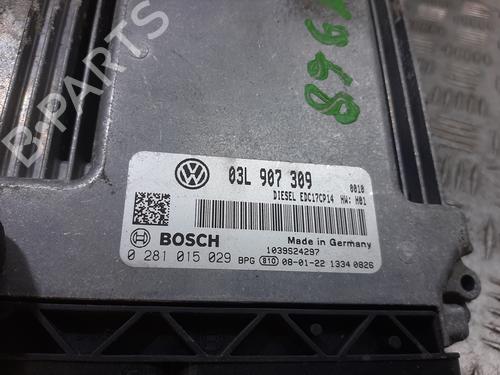 03L 907 309
0010
DIESEL EDC17CP14 HW: H01
BOSCH
Made in Germany
1039S24297
0 281 015 029 BPG 810 08-01-22 1334 0826
B-PARTS